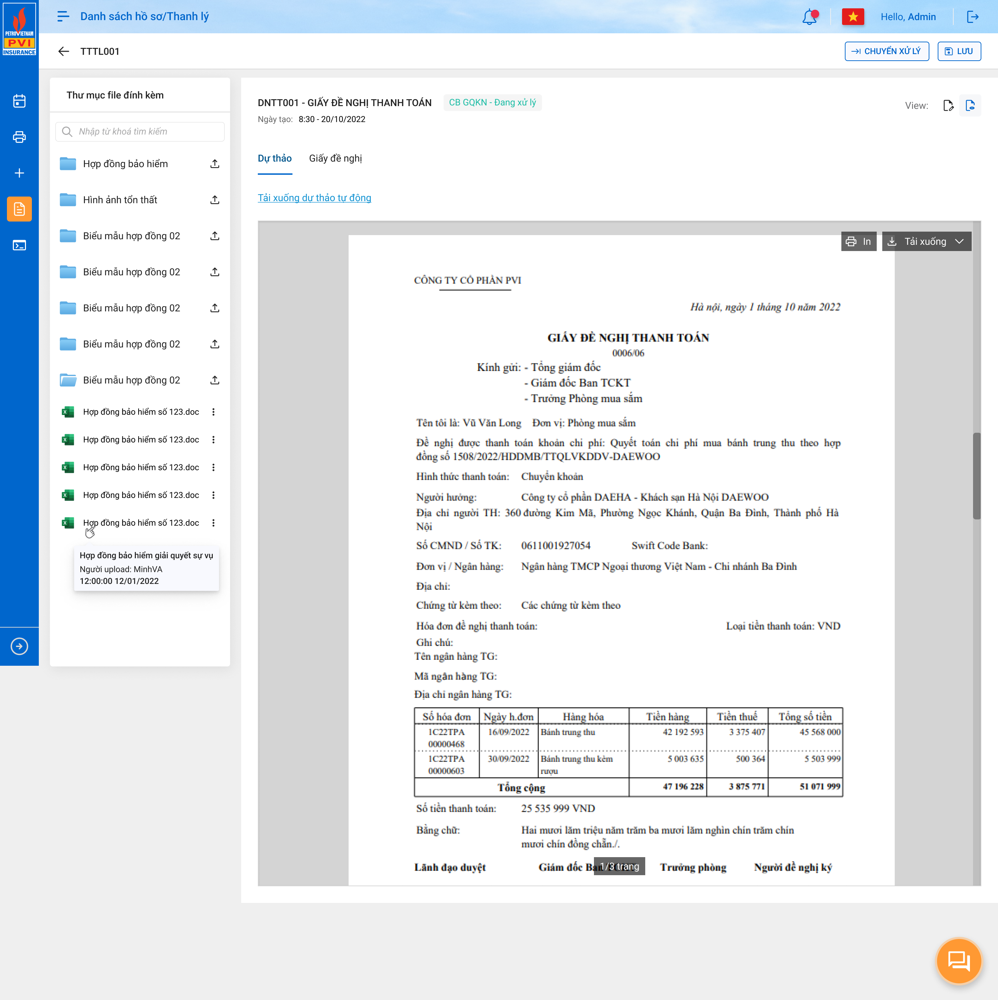 PETROVIETNAM
PVI
INSURANCE
Danh sách hồ sơ/Thanh lý
Hello, Admin
TTTL001
CHUYỂN XỬ LÝ
LƯU
Thư mục file đính kèm
Nhập từ khoá tìm kiếm
Hợp đồng bảo hiểm
Hình ảnh tổn thất
Biểu mẫu hợp đồng 02
Biểu mẫu hợp đồng 02
Biểu mẫu hợp đồng 02
Biểu mẫu hợp đồng 02
Biểu mẫu hợp đồng 02
Hợp đồng bảo hiểm số 123.doc
Hợp đồng bảo hiểm số 123.doc
Hợp đồng bảo hiểm số 123.doc
Hợp đồng bảo hiểm số 123.doc
Hợp đồng bảo hiểm số 123.doc
Hợp đồng bảo hiểm giải quyết sự vụ
Người upload: MinhVA
12:00:00 12/01/2022
DNTT001 - GIẤY ĐỀ NGHỊ THANH TOÁN
CB GQKN - Đang xử lý
Ngày tạo: 8:30 - 20/10/2022
View:
Dự thảo
Giấy đề nghị
Tải xuống dự thảo tự động
In
Tải xuống
CÔNG TY CỔ PHẦN PVI
Hà nội, ngày 1 tháng 10 năm 2022
GIẤY ĐỀ NGHỊ THANH TOÁN
0006/06
Kính gửi: - Tổng giám đốc
- Giám đốc Ban TCKT
- Trưởng Phòng mua sắm
Tên tôi là: Vũ Văn Long Đơn vị: Phòng mua sắm
Đề nghị được thanh toán khoản chi phí: Quyết toán chi phí mua bánh trung thu theo hợp
đồng số 1508/2022/HDDMB/TTQLVKDDV-DAEWOO
Hình thức thanh toán: Chuyển khoản
Người hưởng: Công ty cổ phần DAEHA - Khách sạn Hà Nội DAEWOO
Địa chỉ người TH: 360 đường Kim Mã, Phường Ngọc Khánh, Quận Ba Đình, Thành phố Hà
Nội
Số CMND / Số TK: 0611001927054 Swift Code Bank:
Đơn vị / Ngân hàng: Ngân hàng TMCP Ngoại thương Việt Nam - Chi nhánh Ba Đình
Địa chỉ:
Chứng từ kèm theo: Các chứng từ kèm theo
Hóa đơn đề nghị thanh toán: Loại tiền thanh toán: VND
Ghi chú:
Tên ngân hàng TG:
Mã ngân hàng TG:
Địa chỉ ngân hàng TG:
Số hóa đơn Ngày h.đơn Hàng hóa Tiền hàng Tiền thuế Tổng số tiền
1C22TPA 16/09/2022 Bánh trung thu 42 192 593 3 375 407 45 568 000
00000468
1C22TPA 30/09/2022 Bánh trung thu kèm 5 003 635 500 364 5 503 999
00000603 rượu
Tổng cộng 47 196 228 3 875 771 51 071 999
Số tiền thanh toán: 25 535 999 VND
Bằng chữ: Hai mươi lăm triệu năm trăm ba mươi lăm nghìn chín trăm chín
mươi chín đồng chẵn./.
Lãnh đạo duyệt Giám đốc Ban Trưởng phòng Người đề nghị ký
1/3 trang